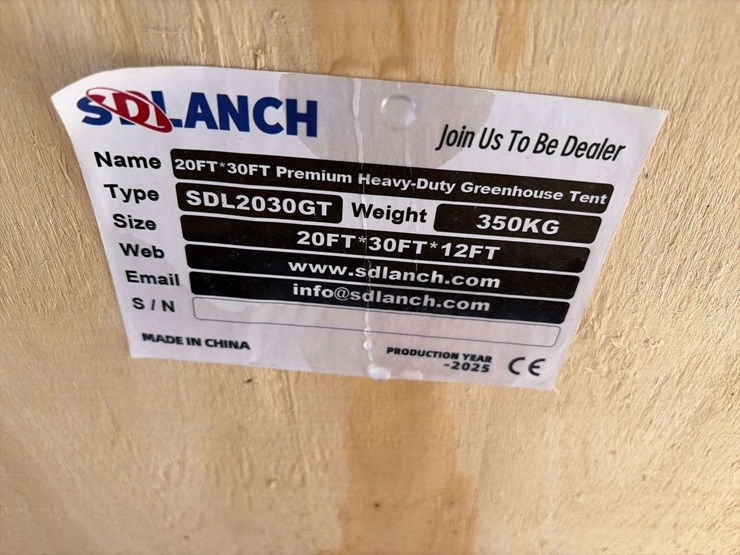 SDLANCH
Join Us To Be Dealer
Name 20FT*30FT Premium Heavy-Duty Greenhouse Tent
Type SDL2030GT Weight 350KG
Size 20FT*30FT*12FT
Web www.sdlanch.com
Email info@sdlanch.com
S/N
MADE IN CHINA
PRODUCTION YEAR
-2025
CE